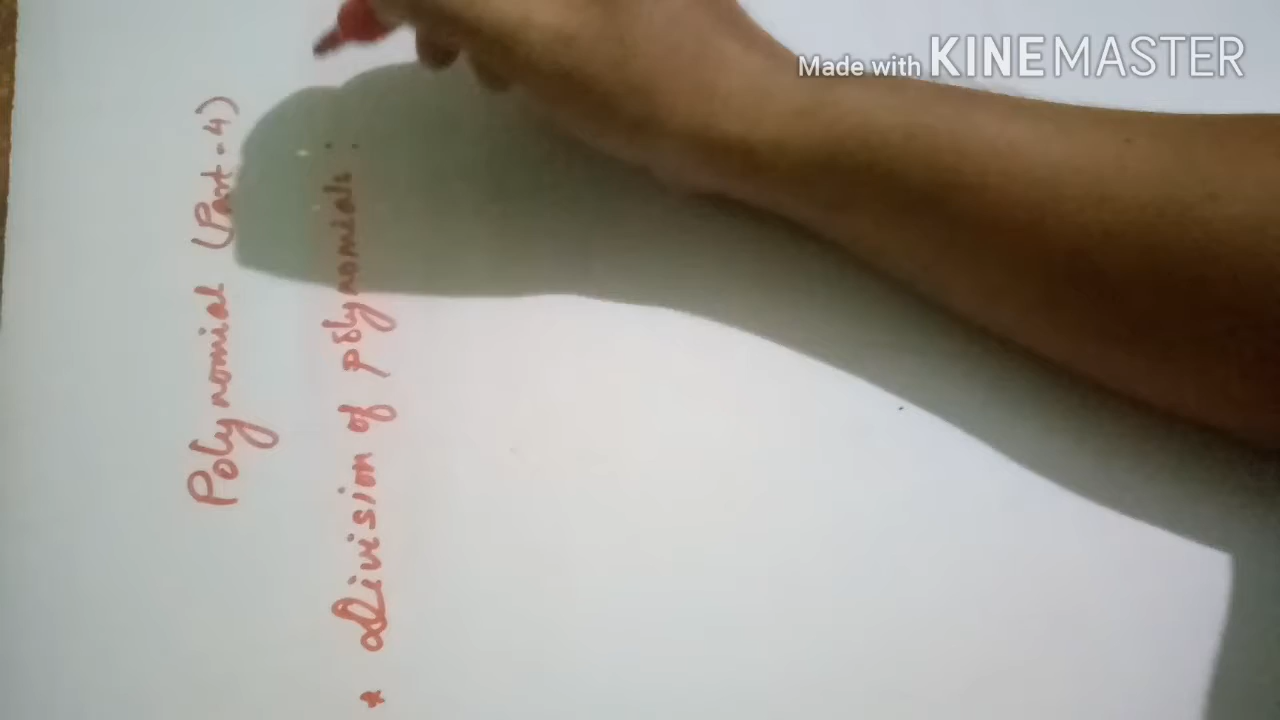 Made with KINEMASTER
Polynomial (Part-4)
* Division of polynomials :